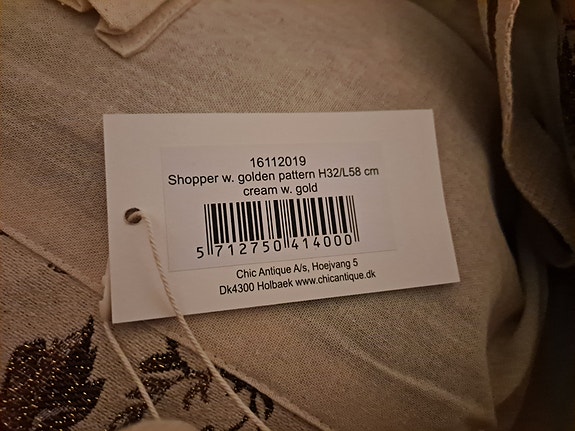 16112019
Shopper w. golden pattern H32/L58 cm
cream w. gold
5 712750 414000
Chic Antique A/s, Hoejvang 5
Dk4300 Holbaek www.chicantique.dk